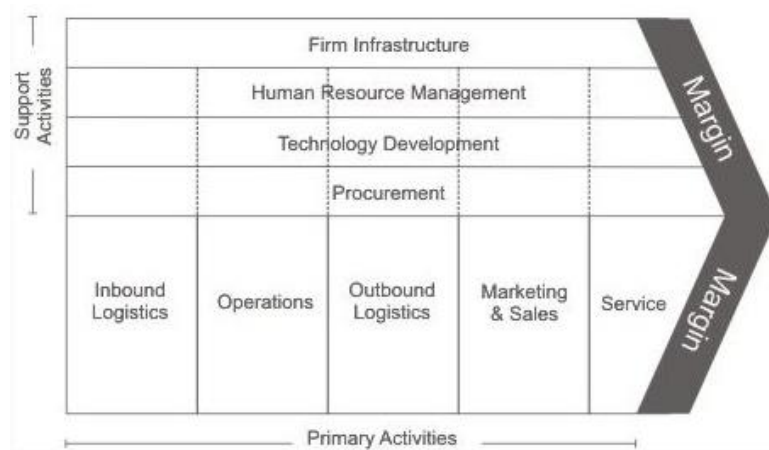 Support
Activities
Firm Infrastructure
Human Resource Management
Technology Development
Procurement
Inbound
Logistics
Operations
Outbound
Logistics
Marketing
& Sales
Service
Margin
Margin
Primary Activities